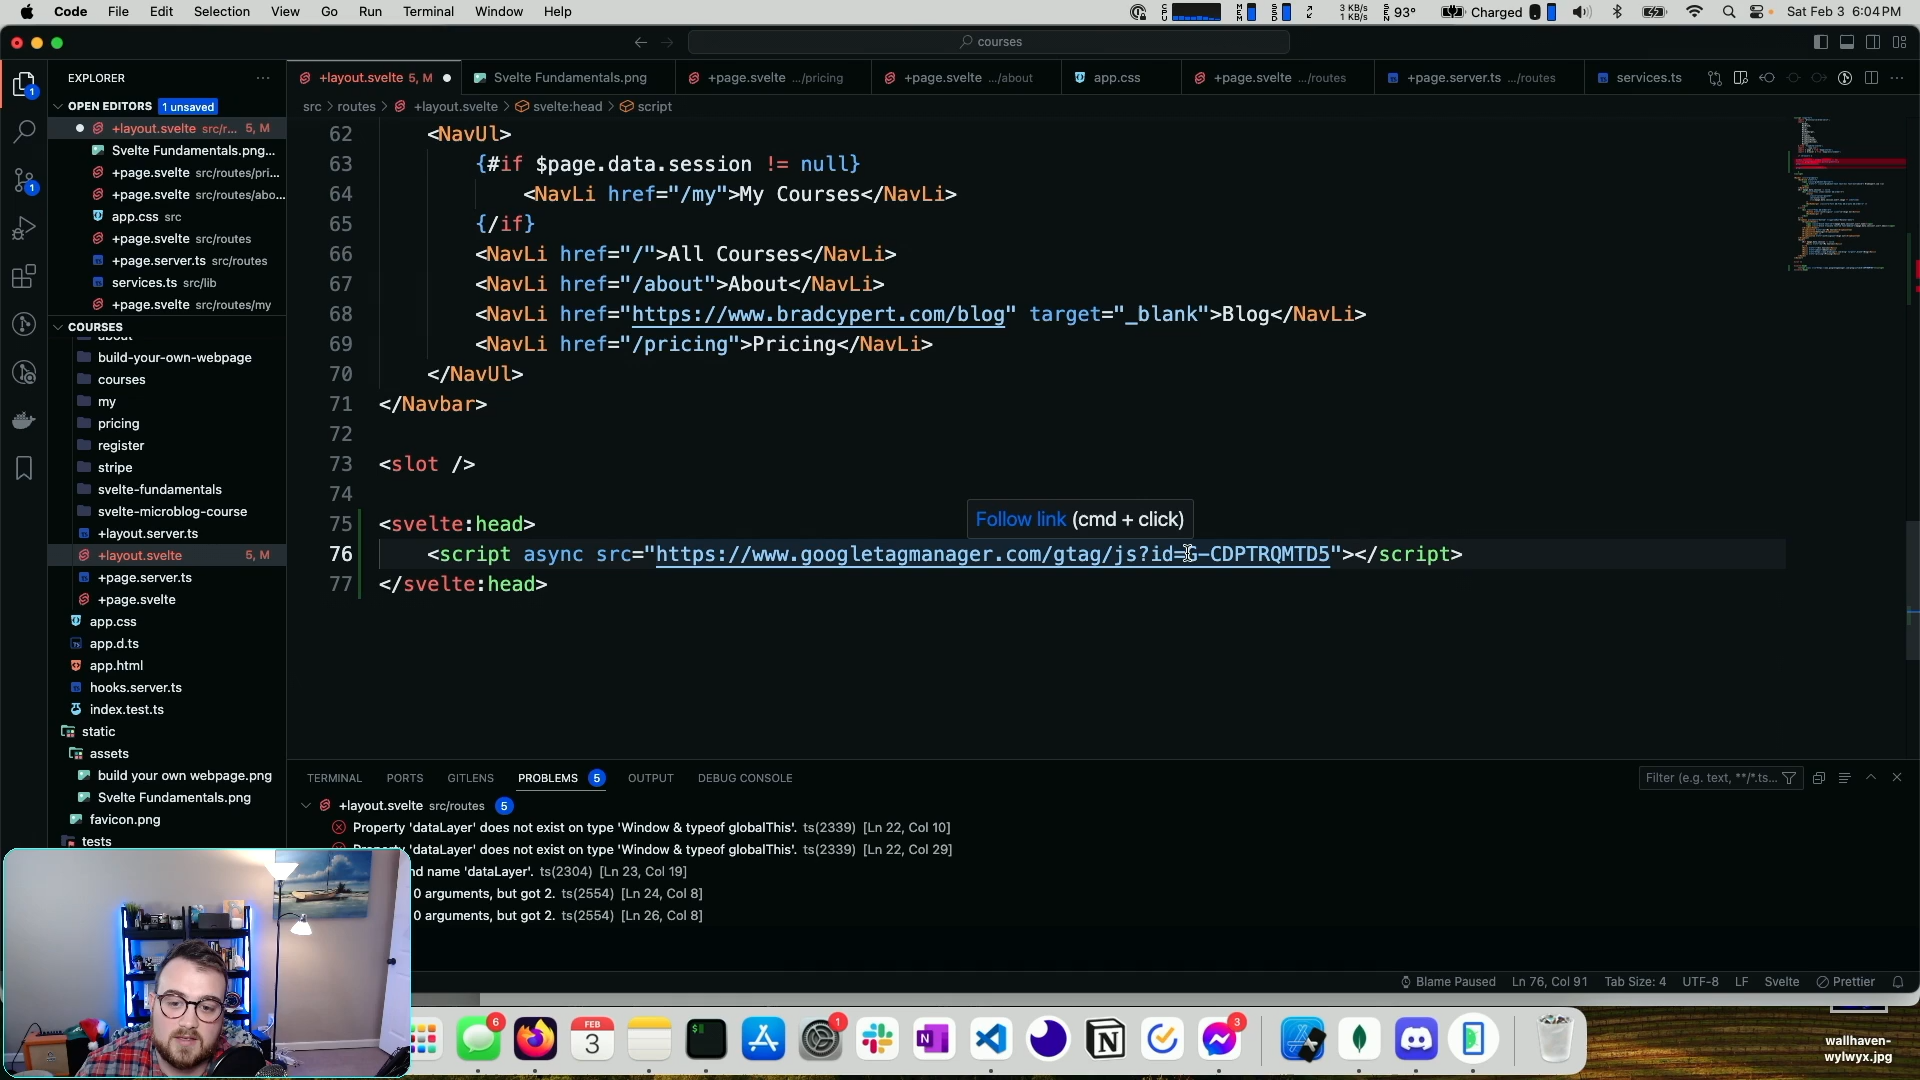 Code File Edit Selection View Go Run Terminal Window Help
3 KB/s
1 KB/s
93°
Charged
Sat Feb 3 6:04 PM
courses
EXPLORER
OPEN EDITORS 1 unsaved
+layout.svelte src/r... 5, M
Svelte Fundamentals.png...
+page.svelte src/routes/pri...
+page.svelte src/routes/abo...
app.css src
+page.svelte src/routes
+page.server.ts src/routes
services.ts src/lib
+page.svelte src/routes/my
COURSES
about
build-your-own-webpage
courses
my
pricing
register
stripe
svelte-fundamentals
svelte-microblog-course
+layout.server.ts
+layout.svelte 5, M
+page.server.ts
+page.svelte
app.css
app.d.ts
app.html
hooks.server.ts
index.test.ts
static
assets
build your own webpage.png
Svelte Fundamentals.png
favicon.png
tests
+layout.svelte 5, M
Svelte Fundamentals.png
+page.svelte .../pricing
+page.svelte .../about
app.css
+page.svelte .../routes
+page.server.ts .../routes
services.ts
src > routes > +layout.svelte > svelte:head > script
62 <NavUl>
63 {#if $page.data.session != null}
64 <NavLi href="/my">My Courses</NavLi>
65 {/if}
66 <NavLi href="/">All Courses</NavLi>
67 <NavLi href="/about">About</NavLi>
68 <NavLi href="https://www.bradcypert.com/blog" target="_blank">Blog</NavLi>
69 <NavLi href="/pricing">Pricing</NavLi>
70 </NavUl>
71 </Navbar>
72
73 <slot />
74
75 <svelte:head>
Follow link (cmd + click)
76 <script async src="https://www.googletagmanager.com/gtag/js?id=G-CDPTRQMTD5"></script>
77 </svelte:head>
TERMINAL PORTS GITLENS PROBLEMS 5 OUTPUT DEBUG CONSOLE
Filter (e.g. text, **/*.ts...
+layout.svelte src/routes 5
Property 'dataLayer' does not exist on type 'Window & typeof globalThis'. ts(2339) [Ln 22, Col 10]
Property 'dataLayer' does not exist on type 'Window & typeof globalThis'. ts(2339) [Ln 22, Col 29]
nd name 'dataLayer'. ts(2304) [Ln 23, Col 19]
0 arguments, but got 2. ts(2554) [Ln 24, Col 8]
0 arguments, but got 2. ts(2554) [Ln 26, Col 8]
Blame Paused Ln 76, Col 91 Tab Size: 4 UTF-8 LF Svelte Prettier
6
FEB
3
1
3
wallhaven-
wylwyx.jpg